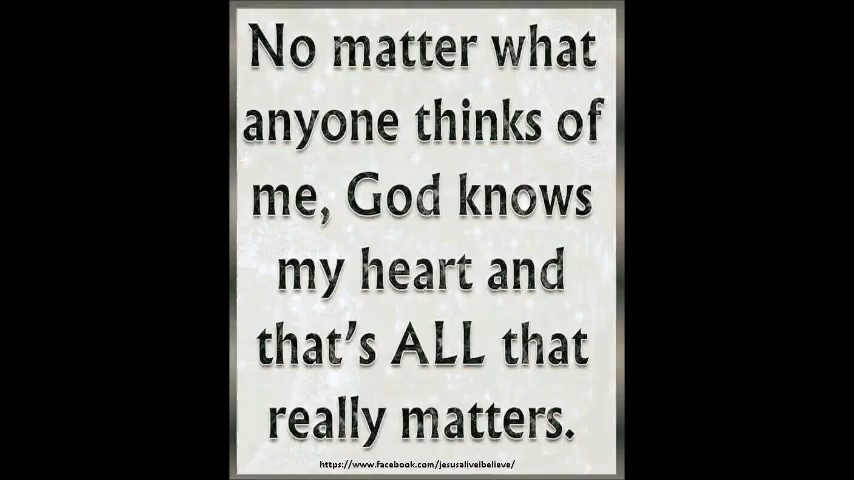 No matter what
anyone thinks of
me, God knows
my heart and
that's ALL that
really matters.
https://www.facebook.com/jesusaliveibelieve/